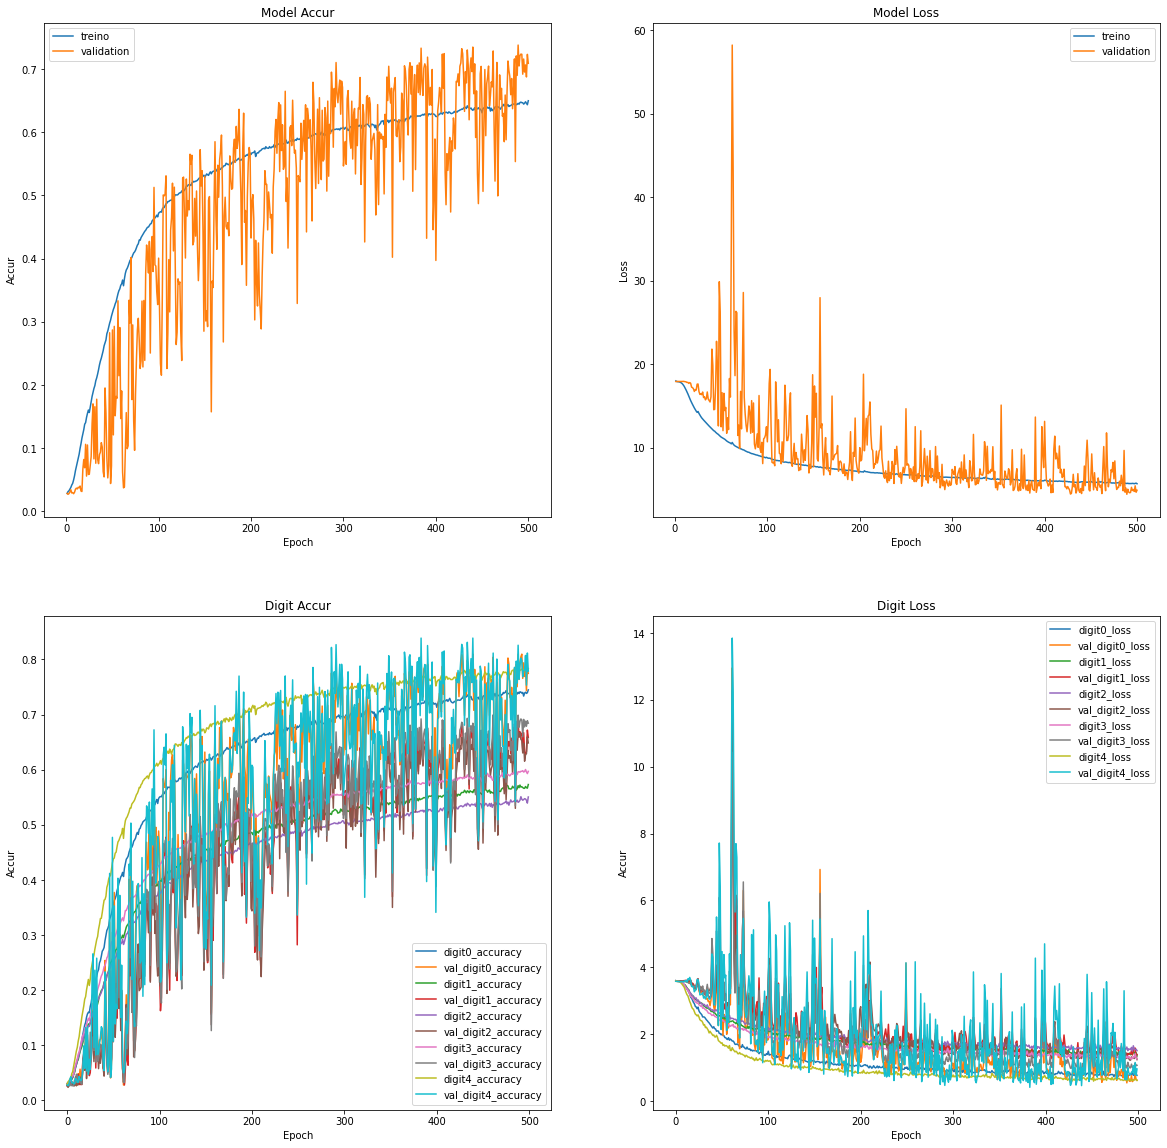 Model Accur
treino
validation
0.7
0.6
0.5
0.4
0.3
0.2
0.1
0.0
Accur
0 100 200 300 400 500
Epoch
Model Loss
treino
validation
60
50
40
30
20
10
Loss
0 100 200 300 400 500
Epoch
Digit Accur
0.8
0.7
0.6
0.5
0.4
0.3
0.2
0.1
0.0
Accur
digit0_accuracy
val_digit0_accuracy
digit1_accuracy
val_digit1_accuracy
digit2_accuracy
val_digit2_accuracy
digit3_accuracy
val_digit3_accuracy
digit4_accuracy
val_digit4_accuracy
0 100 200 300 400 500
Epoch
Digit Loss
digit0_loss
val_digit0_loss
digit1_loss
val_digit1_loss
digit2_loss
val_digit2_loss
digit3_loss
val_digit3_loss
digit4_loss
val_digit4_loss
14
12
10
8
6
4
2
0
Accur
0 100 200 300 400 500
Epoch